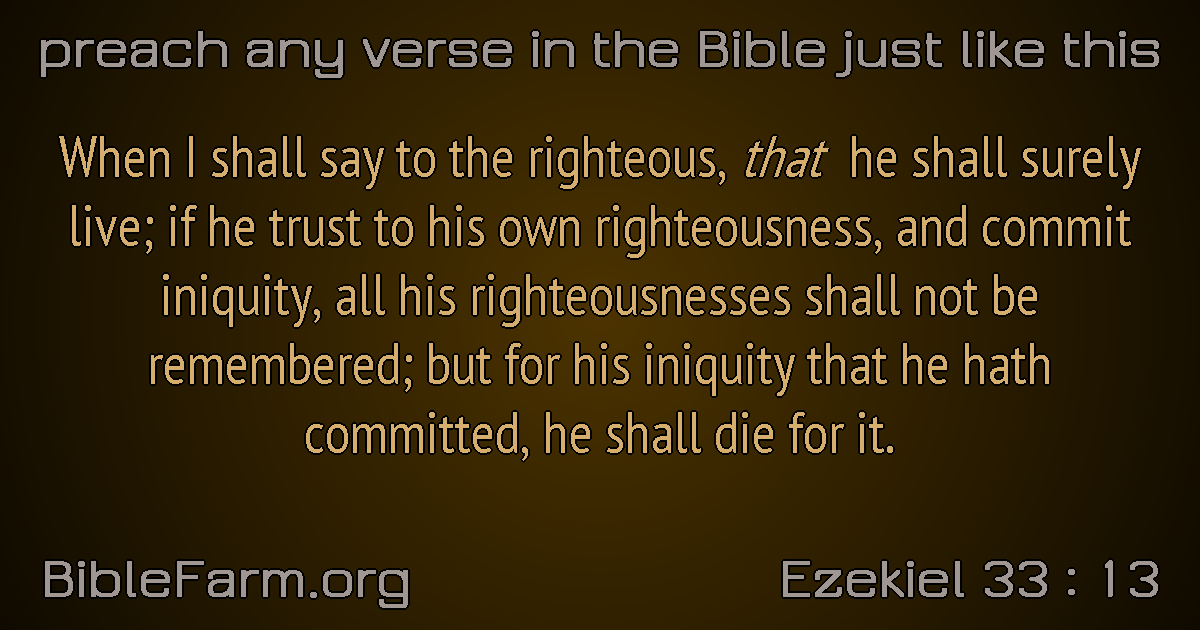 preach any verse in the Bible just like this
When I shall say to the righteous, that he shall surely
live; if he trust to his own righteousness, and commit
iniquity, all his righteousnesses shall not be
remembered; but for his iniquity that he hath
committed, he shall die for it.
BibleFarm.org
Ezekiel 33 : 13